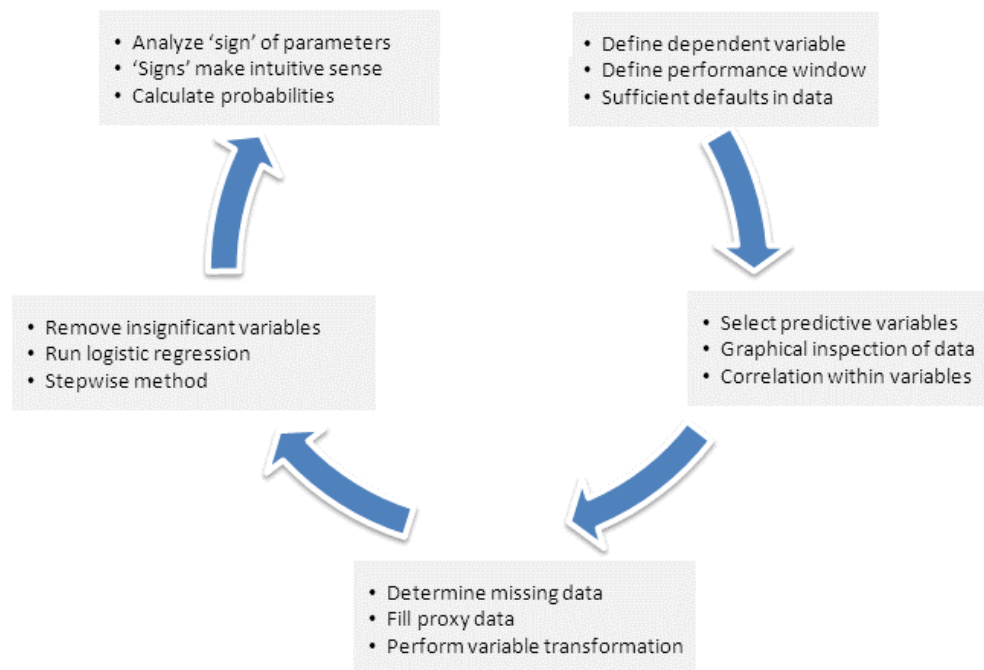 • Analyze ‘sign’ of parameters
• ‘Signs’ make intuitive sense
• Calculate probabilities
• Define dependent variable
• Define performance window
• Sufficient defaults in data
• Select predictive variables
• Graphical inspection of data
• Correlation within variables
• Determine missing data
• Fill proxy data
• Perform variable transformation
• Remove insignificant variables
• Run logistic regression
• Stepwise method